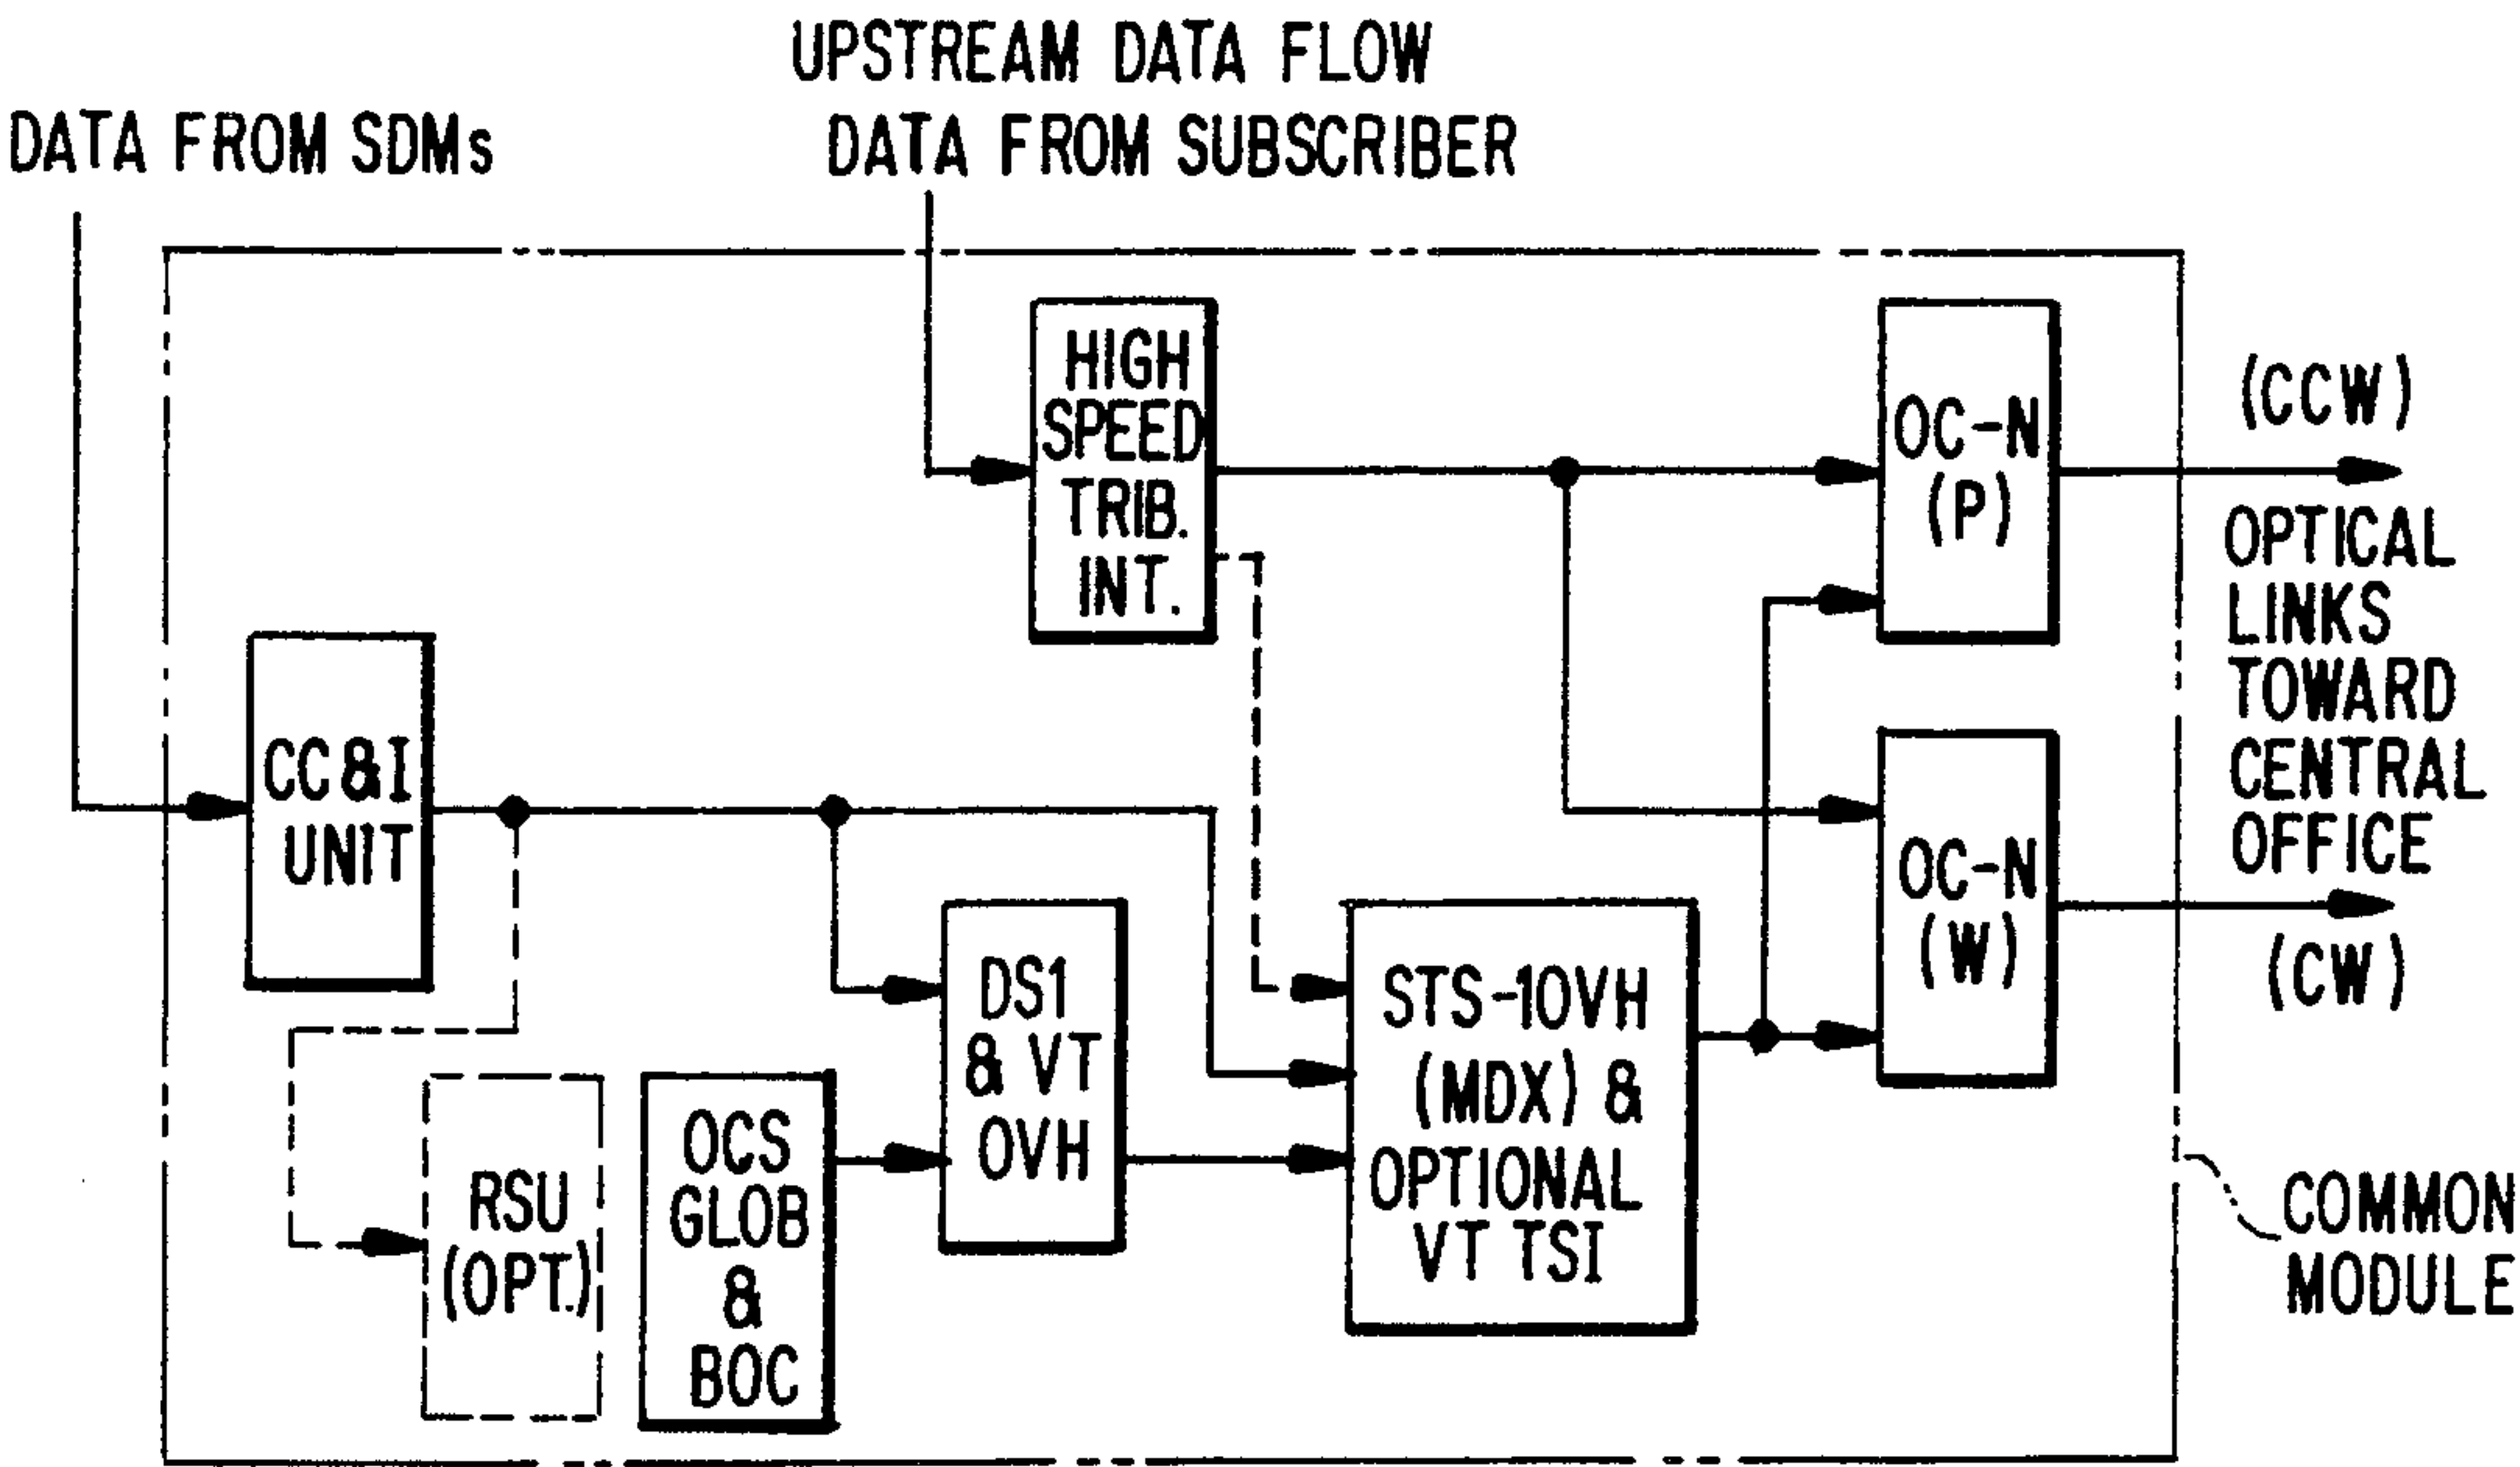 UPSTREAM DATA FLOW
DATA FROM SDMs
DATA FROM SUBSCRIBER
HIGH
SPEED
TRIB.
INT.
OC-N
(P)
(CCW)
OPTICAL
LINKS
TOWARD
CENTRAL
OFFICE
(CW)
CC&I
UNIT
OC-N
(W)
DS1
& VT
OVH
STS-1OVH
(MDX) &
OPTIONAL
VT TSI
RSU
(OPT.)
OCS
GLOB
&
BOC
COMMON
MODULE